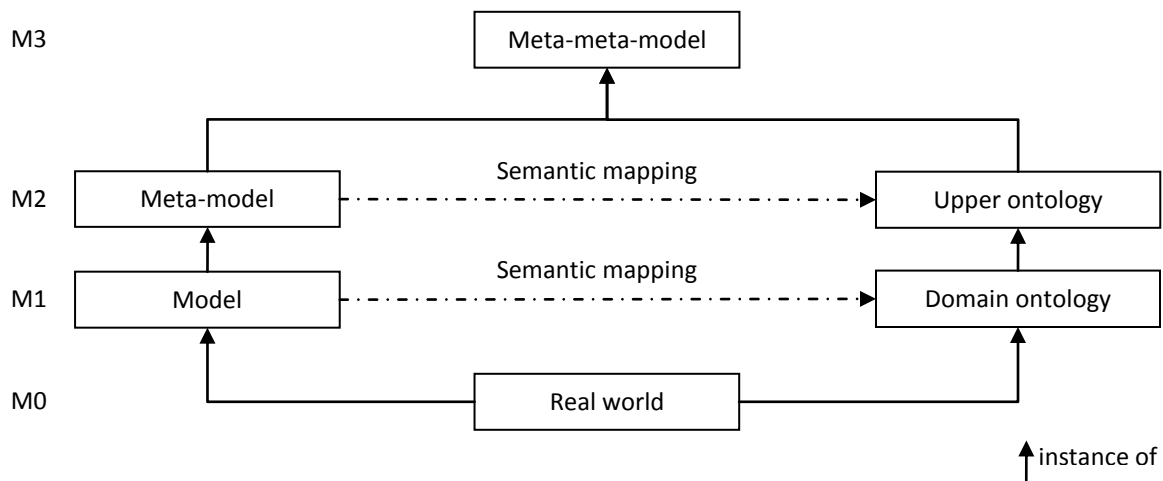 M3
Meta-meta-model
Semantic mapping
M2
Meta-model
Upper ontology
Semantic mapping
M1
Model
Domain ontology
M0
Real world
instance of